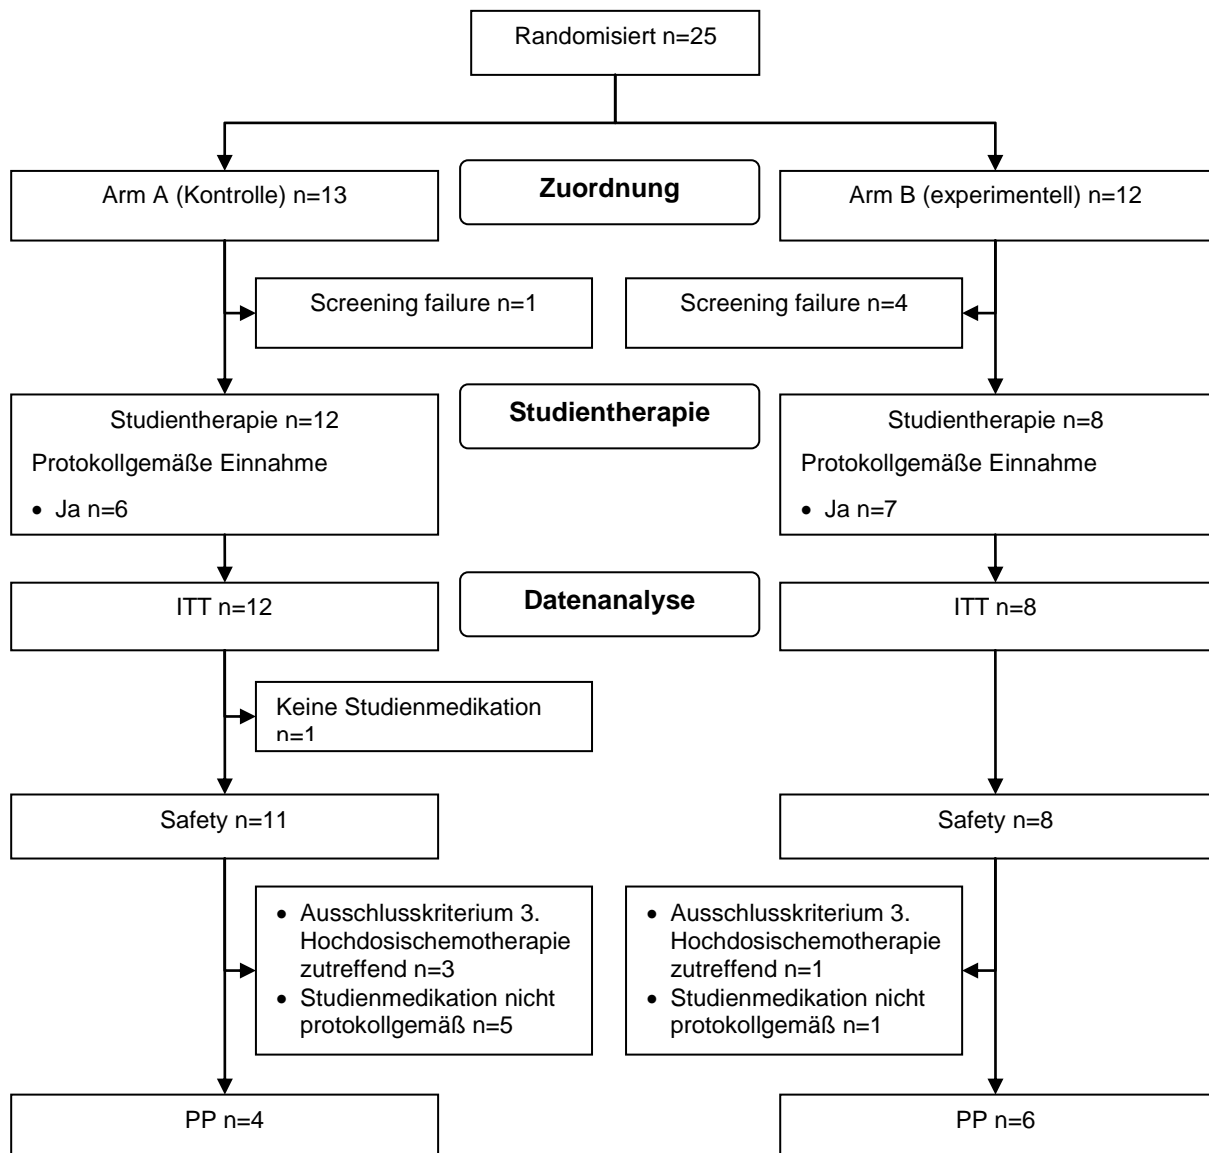 Randomisiert n=25
Arm A (Kontrolle) n=13
Zuordnung
Arm B (experimentell) n=12
Screening failure n=1
Screening failure n=4
Studientherapie n=12
Protokollgemäße Einnahme
• Ja n=6
Studientherapie
Studientherapie n=8
Protokollgemäße Einnahme
• Ja n=7
ITT n=12
Datenanalyse
ITT n=8
Keine Studienmedikation
n=1
Safety n=11
Safety n=8
• Ausschlusskriterium 3.
Hochdosischemotherapie
zutreffend n=3
• Studienmedikation nicht
protokollgemäß n=5
• Ausschlusskriterium 3.
Hochdosischemotherapie
zutreffend n=1
• Studienmedikation nicht
protokollgemäß n=1
PP n=4
PP n=6